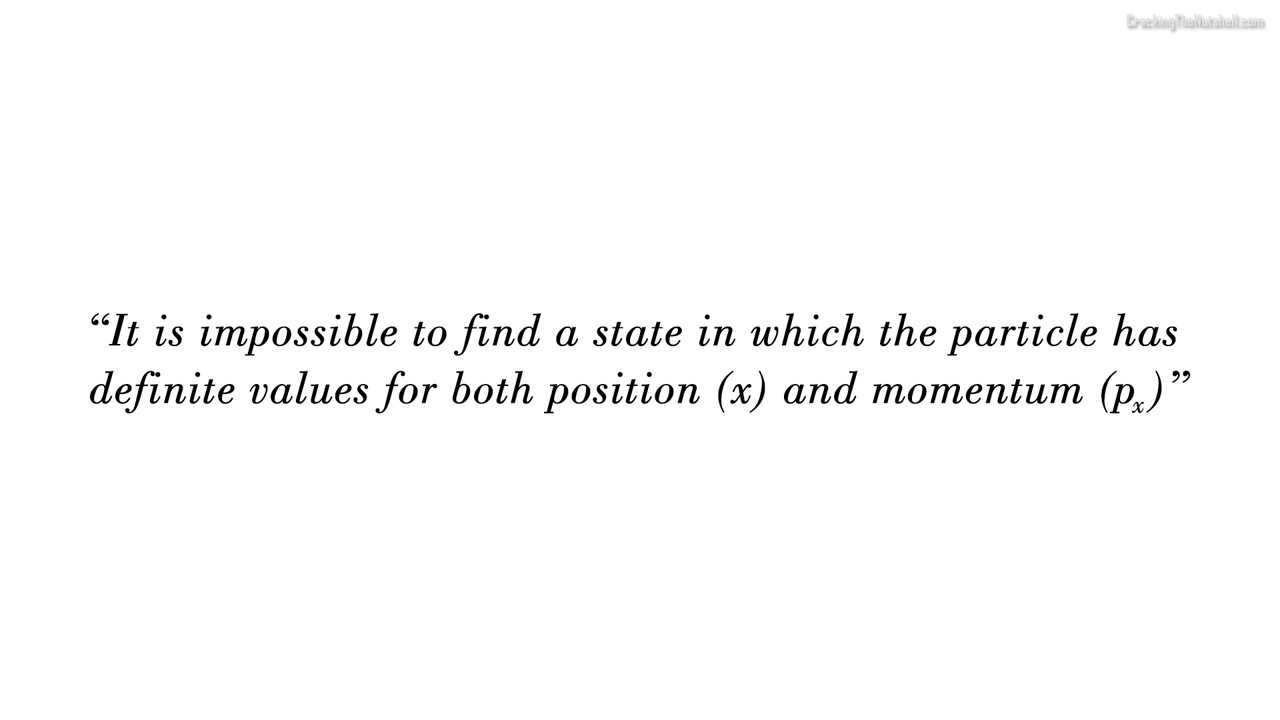 CrackingTheNutshell.com
“It is impossible to find a state in which the particle has
definite values for both position (x) and momentum (pₓ)”